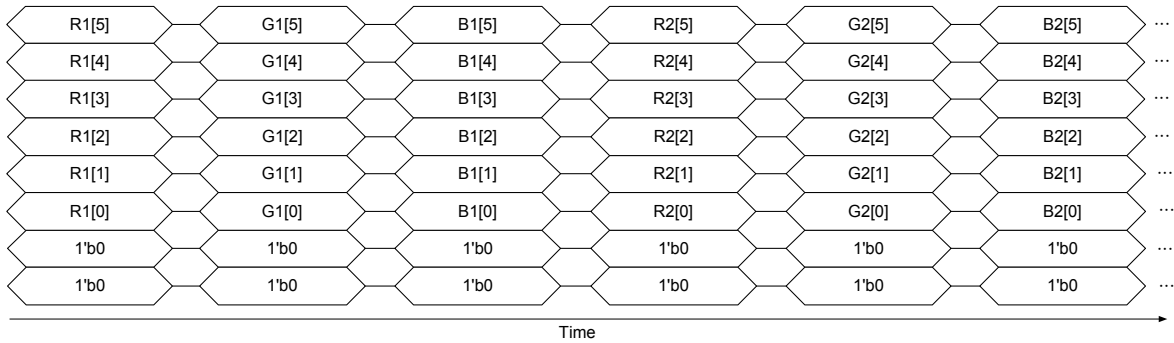 R1[5] G1[5] B1[5] R2[5] G2[5] B2[5] ...
R1[4] G1[4] B1[4] R2[4] G2[4] B2[4] ...
R1[3] G1[3] B1[3] R2[3] G2[3] B2[3] ...
R1[2] G1[2] B1[2] R2[2] G2[2] B2[2] ...
R1[1] G1[1] B1[1] R2[1] G2[1] B2[1] ...
R1[0] G1[0] B1[0] R2[0] G2[0] B2[0] ...
1'b0 1'b0 1'b0 1'b0 1'b0 1'b0 ...
1'b0 1'b0 1'b0 1'b0 1'b0 1'b0 ...
Time